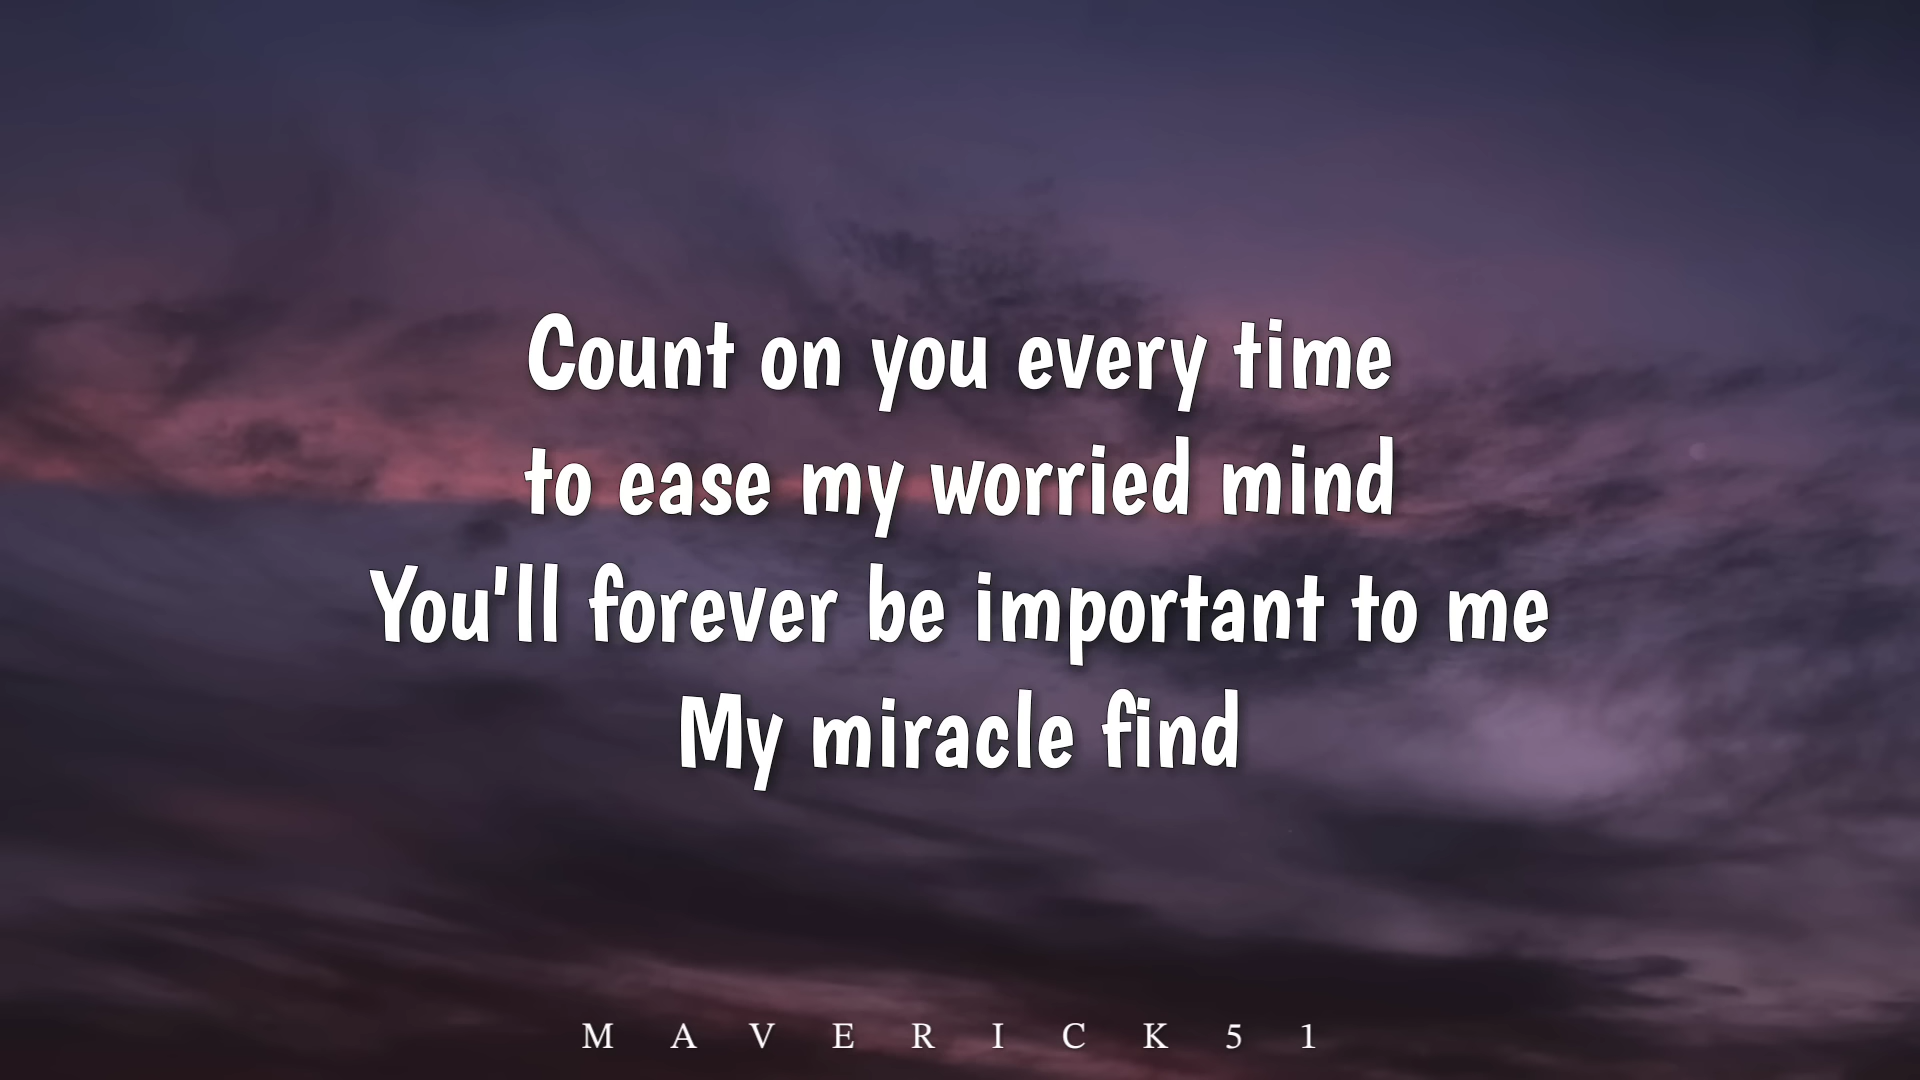 Count on you every time
to ease my worried mind
You'll forever be important to me
My miracle find
MAVERICK51